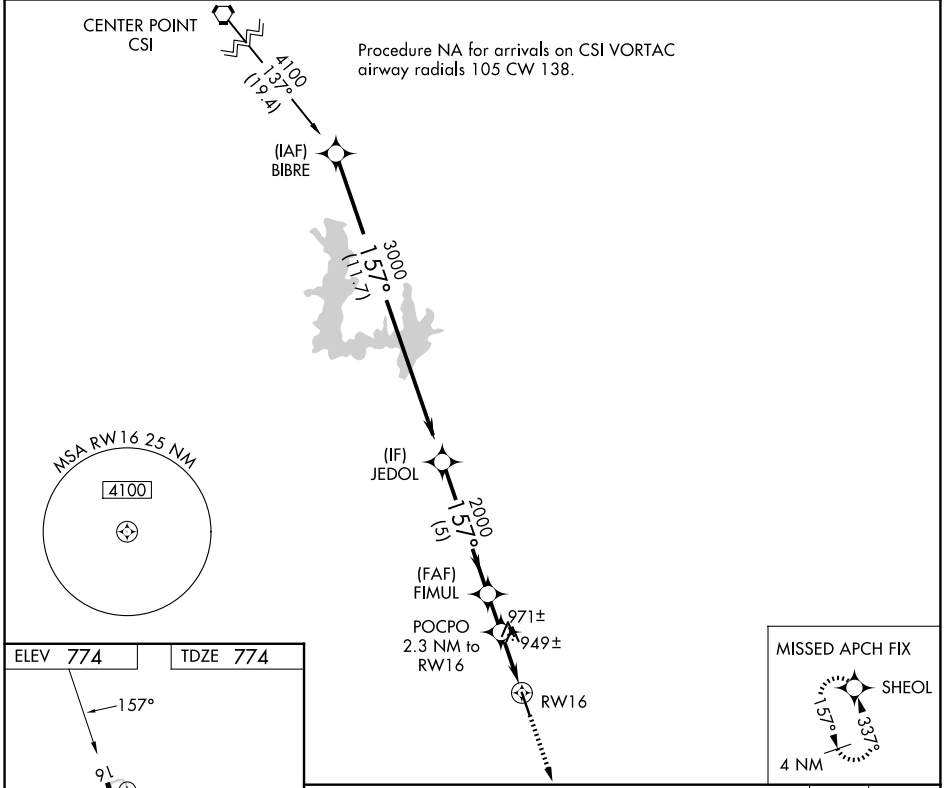 CENTER POINT
CSI
Procedure NA for arrivals on CSI VORTAC
airway radials 105 CW 138.
4100
137°
(19.4)
(IAF)
BIBRE
3000
157°
(11.7)
MSA RW16 25 NM
4100
(IF)
JEDOL
2000
157°
(5)
(FAF)
FIMUL
POCPO
2.3 NM to
RW16
971±
949±
RW16
ELEV 774
TDZE 774
157°
16
MISSED APCH FIX
SHEOL
157°
337°
4 NM